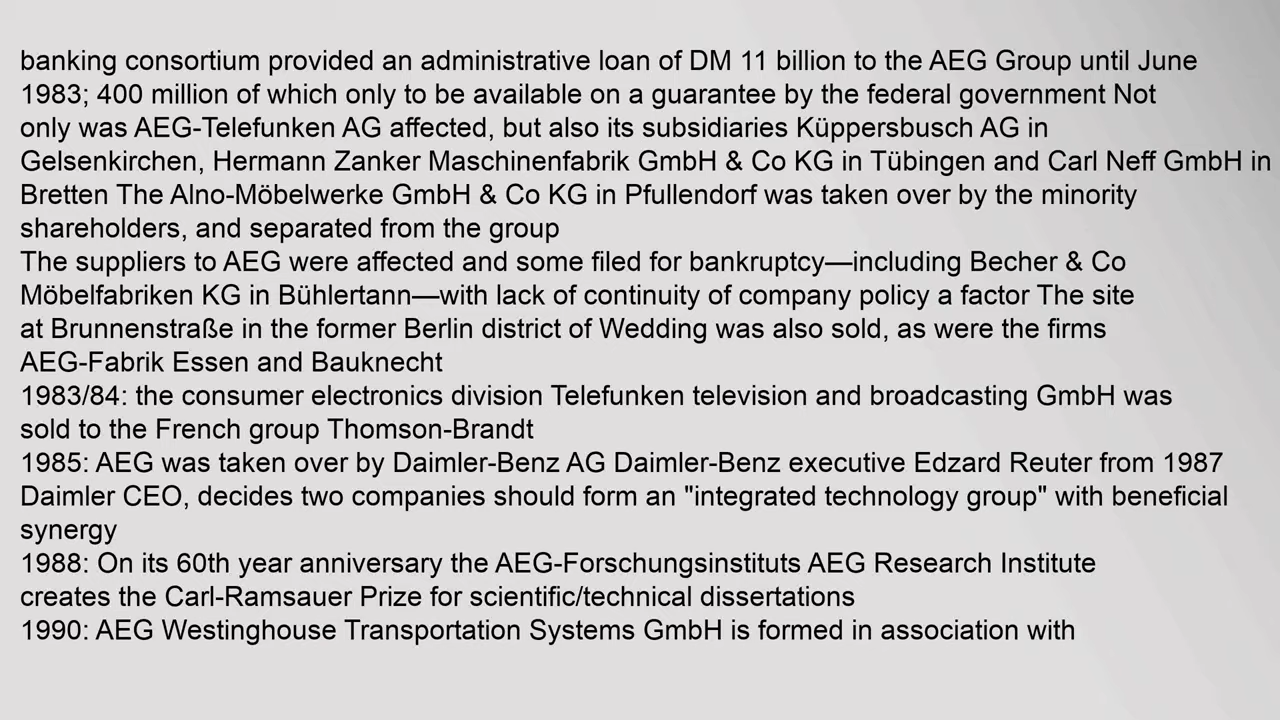 banking consortium provided an administrative loan of DM 11 billion to the AEG Group until June
1983; 400 million of which only to be available on a guarantee by the federal government Not
only was AEG-Telefunken AG affected, but also its subsidiaries Küppersbusch AG in
Gelsenkirchen, Hermann Zanker Maschinenfabrik GmbH & Co KG in Tübingen and Carl Neff GmbH in
Bretten The Alno-Möbelwerke GmbH & Co KG in Pfullendorf was taken over by the minority
shareholders, and separated from the group
The suppliers to AEG were affected and some filed for bankruptcy—including Becher & Co
Möbelfabriken KG in Bühlertann—with lack of continuity of company policy a factor The site
at Brunnenstraße in the former Berlin district of Wedding was also sold, as were the firms
AEG-Fabrik Essen and Bauknecht
1983/84: the consumer electronics division Telefunken television and broadcasting GmbH was
sold to the French group Thomson-Brandt
1985: AEG was taken over by Daimler-Benz AG Daimler-Benz executive Edzard Reuter from 1987
Daimler CEO, decides two companies should form an "integrated technology group" with beneficial
synergy
1988: On its 60th year anniversary the AEG-Forschungsinstituts AEG Research Institute
creates the Carl-Ramsauer Prize for scientific/technical dissertations
1990: AEG Westinghouse Transportation Systems GmbH is formed in association with